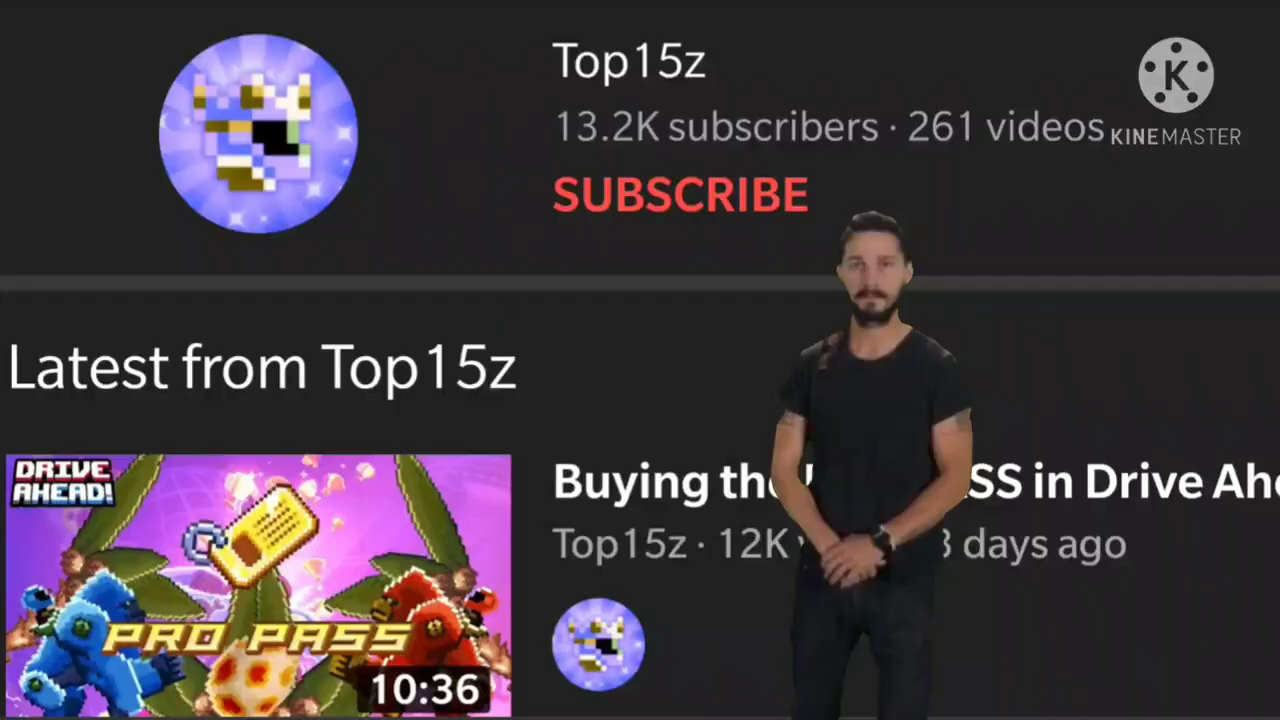 Top15z
13.2K subscribers · 261 videos
K
KINEMASTER
SUBSCRIBE
Latest from Top15z
DRIVE
AHEAD!
PRO PASS
10:36
Buying the SS in Drive Ah
Top15z · 12K days ago